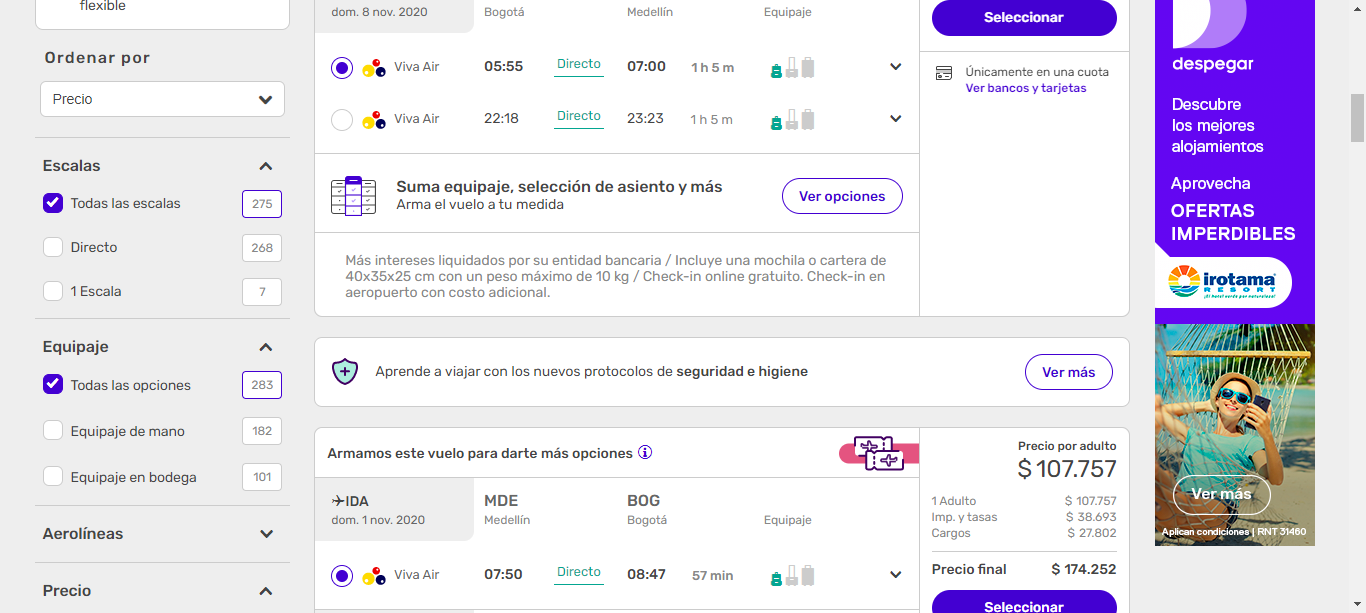 flexible
Ordenar por
Precio
Escalas
Todas las escalas 275
Directo 268
1 Escala 7
Equipaje
Todas las opciones 283
Equipaje de mano 182
Equipaje en bodega 101
Aerolíneas
Precio
dom. 8 nov. 2020 Bogotá Medellín Equipaje
Viva Air 05:55 Directo 07:00 1 h 5 m
Viva Air 22:18 Directo 23:23 1 h 5 m
Suma equipaje, selección de asiento y más
Arma el vuelo a tu medida
Ver opciones
Más intereses liquidados por su entidad bancaria / Incluye una mochila o cartera de
40x35x25 cm con un peso máximo de 10 kg / Check-in online gratuito. Check-in en
aeropuerto con costo adicional.
Seleccionar
Únicamente en una cuota
Ver bancos y tarjetas
Aprende a viajar con los nuevos protocolos de seguridad e higiene
Ver más
Armamos este vuelo para darte más opciones
IDA MDE BOG
dom. 1 nov. 2020 Medellín Bogotá Equipaje
Viva Air 07:50 Directo 08:47 57 min
Precio por adulto
$ 107.757
1 Adulto $ 107.757
Imp. y tasas $ 38.693
Cargos $ 27.802
Precio final $ 174.252
Seleccionar
despegar
Descubre
los mejores
alojamientos
Aprovecha
OFERTAS
IMPERDIBLES
irotama
RESORT
¡El hotel verde por naturaleza!
Ver más
Aplican condiciones | RNT 31460